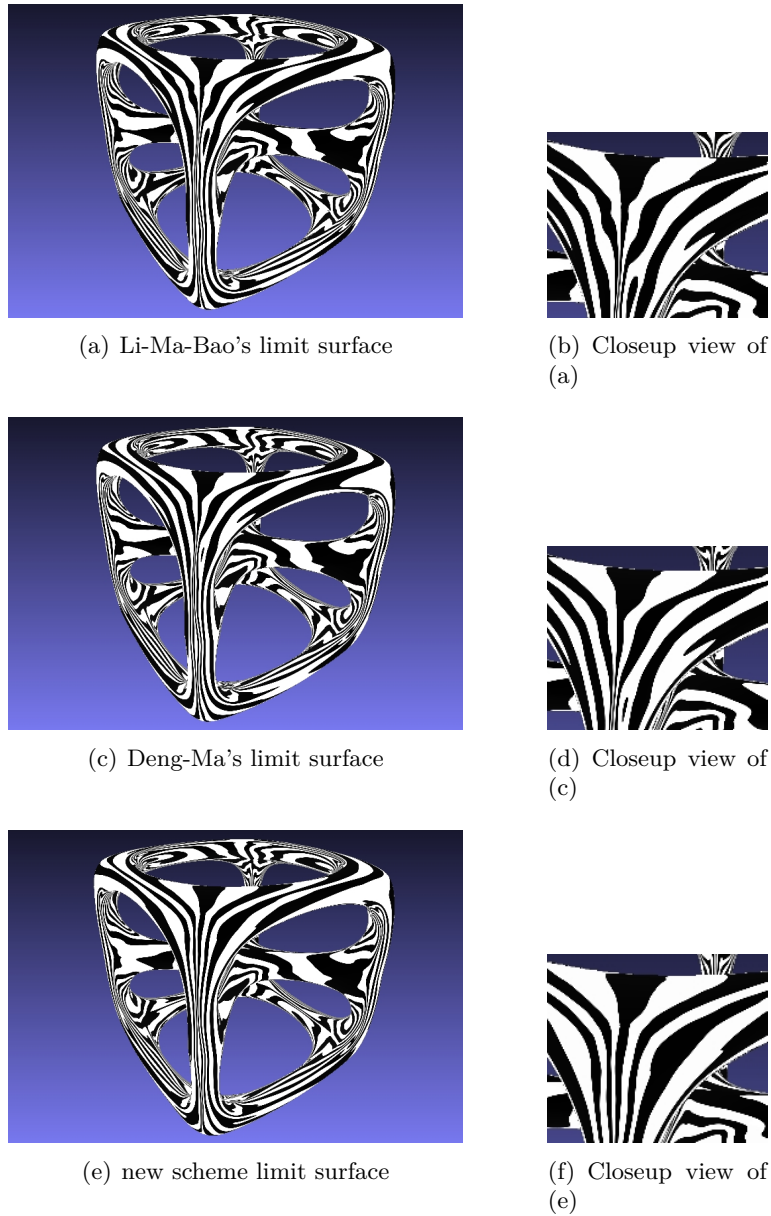 (a) Li-Ma-Bao's limit surface
(b) Closeup view of
(a)
(c) Deng-Ma's limit surface
(d) Closeup view of
(c)
(e) new scheme limit surface
(f) Closeup view of
(e)